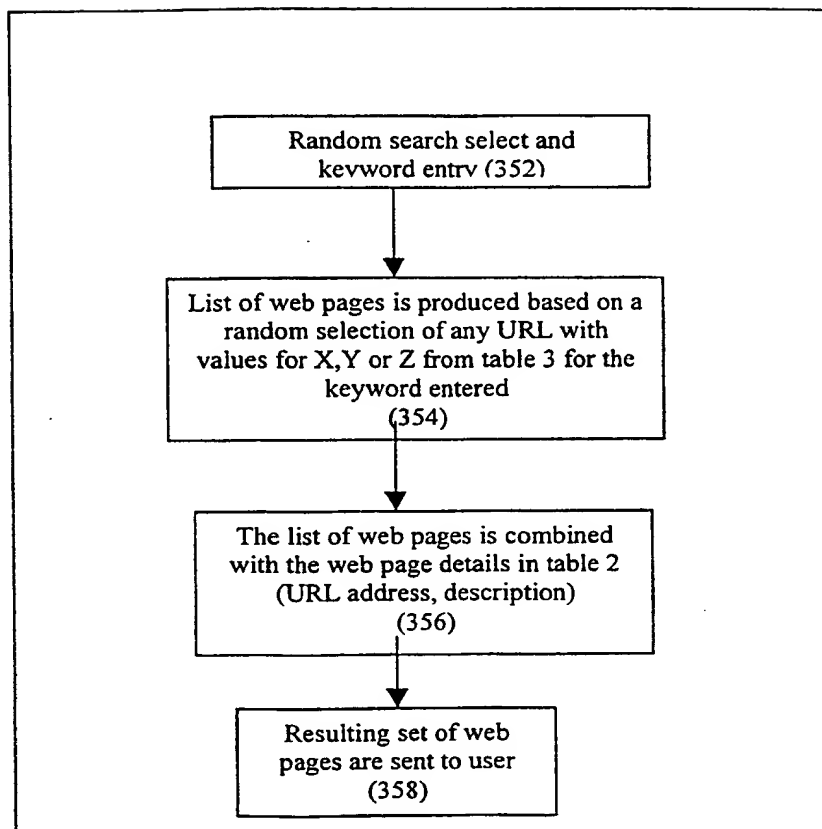 Random search select and
keyword entry (352)
List of web pages is produced based on a
random selection of any URL with
values for X,Y or Z from table 3 for the
keyword entered
(354)
The list of web pages is combined
with the web page details in table 2
(URL address, description)
(356)
Resulting set of web
pages are sent to user
(358)